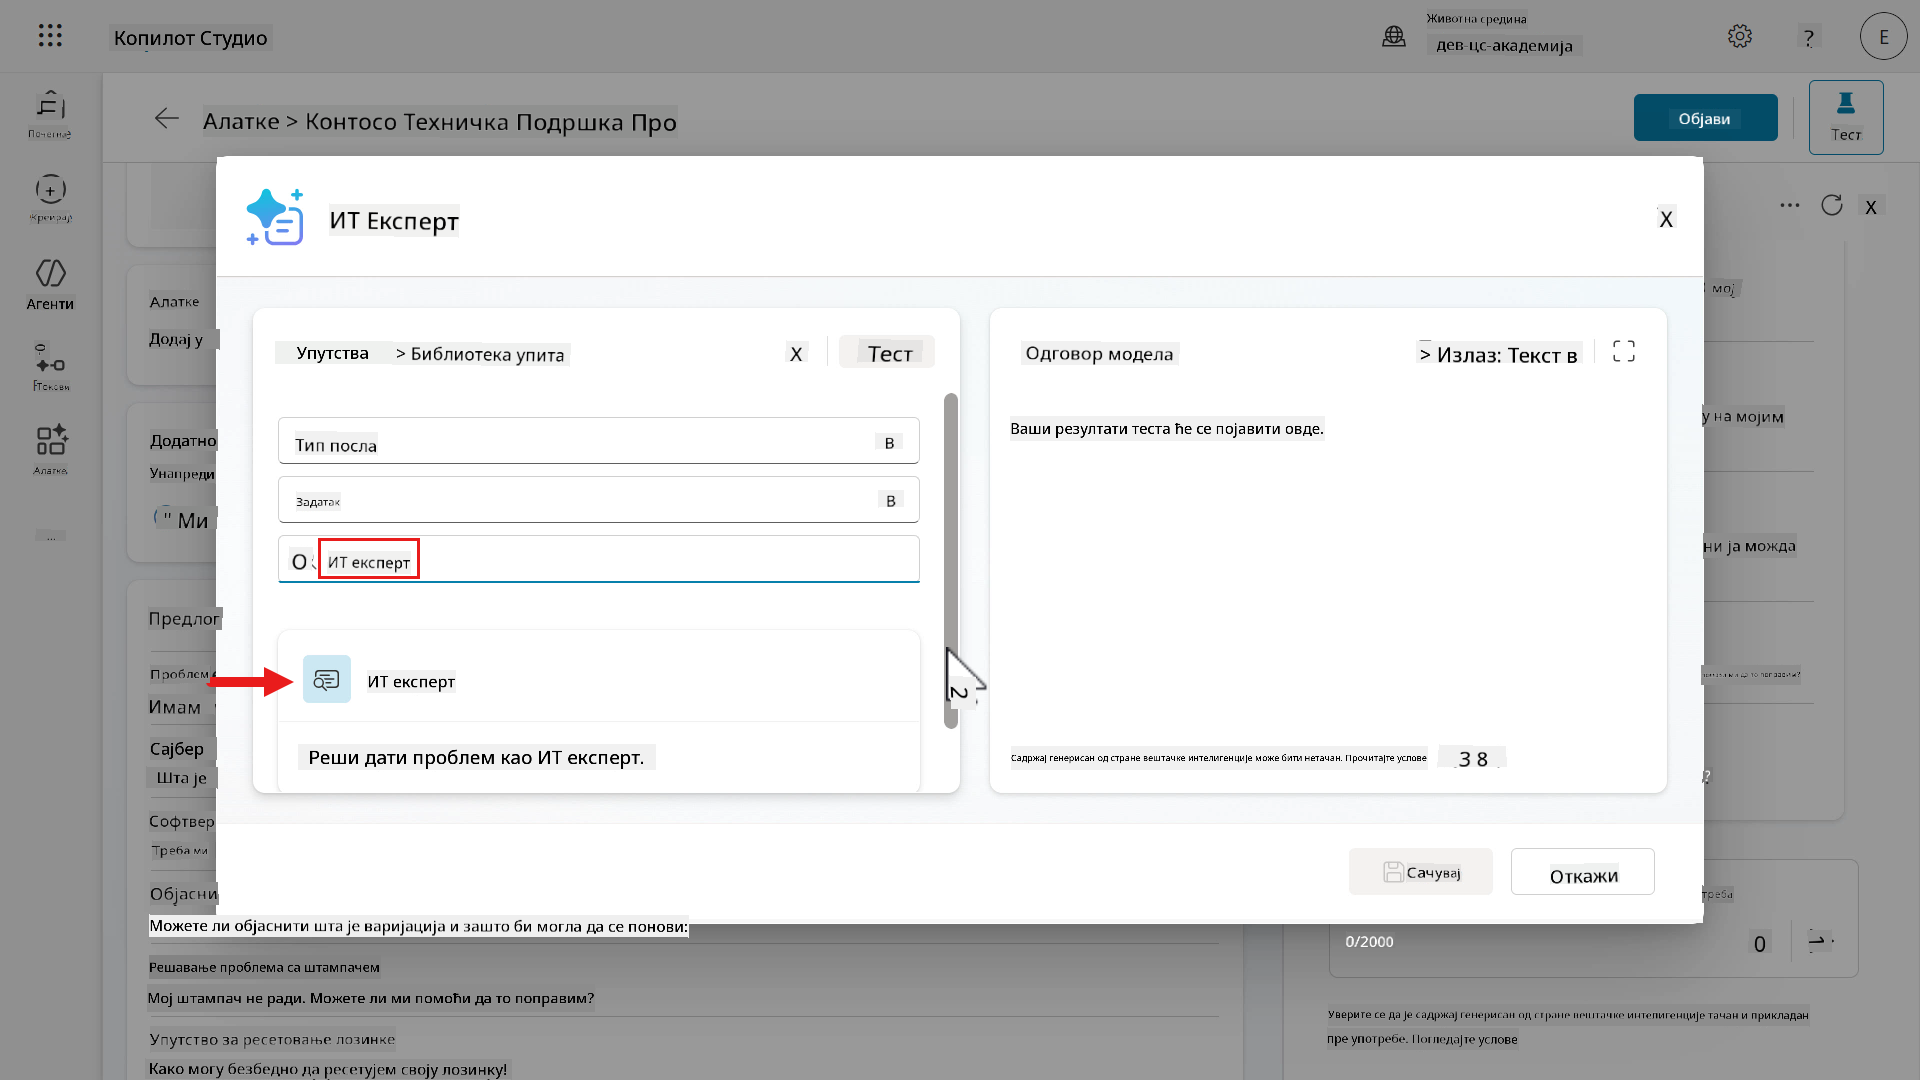 Копилот Студио
Животна средина
дев-цс-академија
?
E
Почетње
Креирај
Агенти
Алатке.
...
Алатке > Контосо Техничка Подршка Про
Објави
Тест
X
ИТ Експерт
X
Упутства > Библиотека упита
X
Тест
Тип посла
B
Задатак
B
ИТ експерт
ИТ експерт
Реши дати проблем као ИТ експерт.
Одговор модела
> Излаз: Текст в
Ваши резултати теста ће се појавити овде.
Садржај генерисан од стране вештачке интелигенције може бити нетачан. Прочитајте услове
3 8
Сачувај
Откажи
2
Алатке
Додај у
Додатно
Унапреди
" Ми
Предлог
Проблем
Имам
Сајбер
Шта је
Софтвер
Треба ми
Објасни
Можете ли објаснити шта је варијација и зашто би могла да се понови:
Решавање проблема са штампачем
Мој штампач не ради. Можете ли ми помоћи да то поправим?
Упутство за ресетовање лозинке
Како могу безбедно да ресетујем своју лозинку!
мој
у на мојим
ни ја можда
?
треба
0/2000
0
Уверите се да је садржај генерисан од стране вештачке интелигенције тачан и прикладан
пре употребе. Погледајте услове